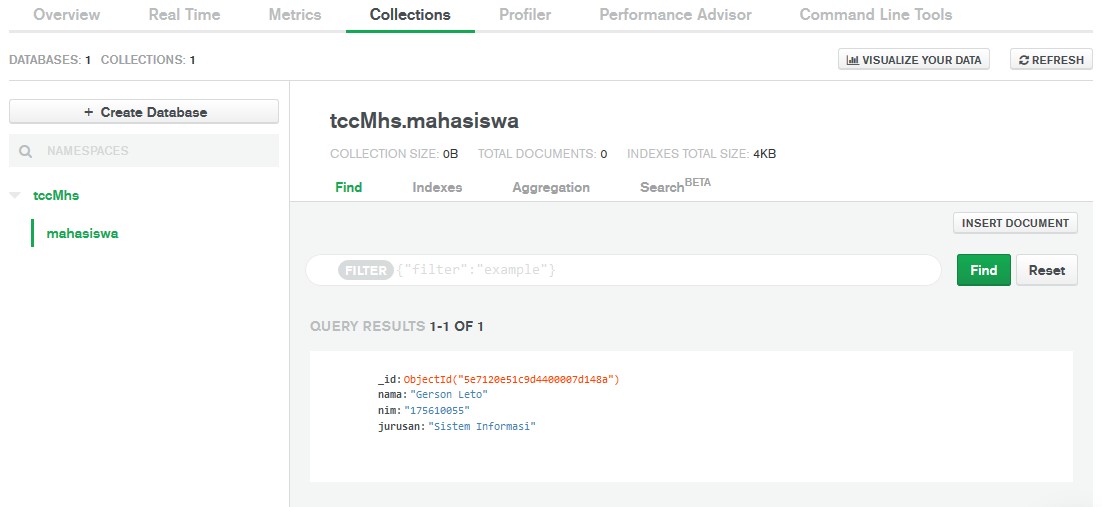 Overview Real Time Metrics Collections Profiler Performance Advisor Command Line Tools
DATABASES: 1 COLLECTIONS: 1
VISUALIZE YOUR DATA
REFRESH
+ Create Database
NAMESPACES
tccMhs
mahasiswa
tccMhs.mahasiswa
COLLECTION SIZE: 0B TOTAL DOCUMENTS: 0 INDEXES TOTAL SIZE: 4KB
Find Indexes Aggregation Search BETA
INSERT DOCUMENT
FILTER {"filter":"example"}
Find Reset
QUERY RESULTS 1-1 OF 1
_id: ObjectId("5e7120e51c9d4400007d148a")
nama: "Gerson Leto"
nim: "175610055"
jurusan: "Sistem Informasi"